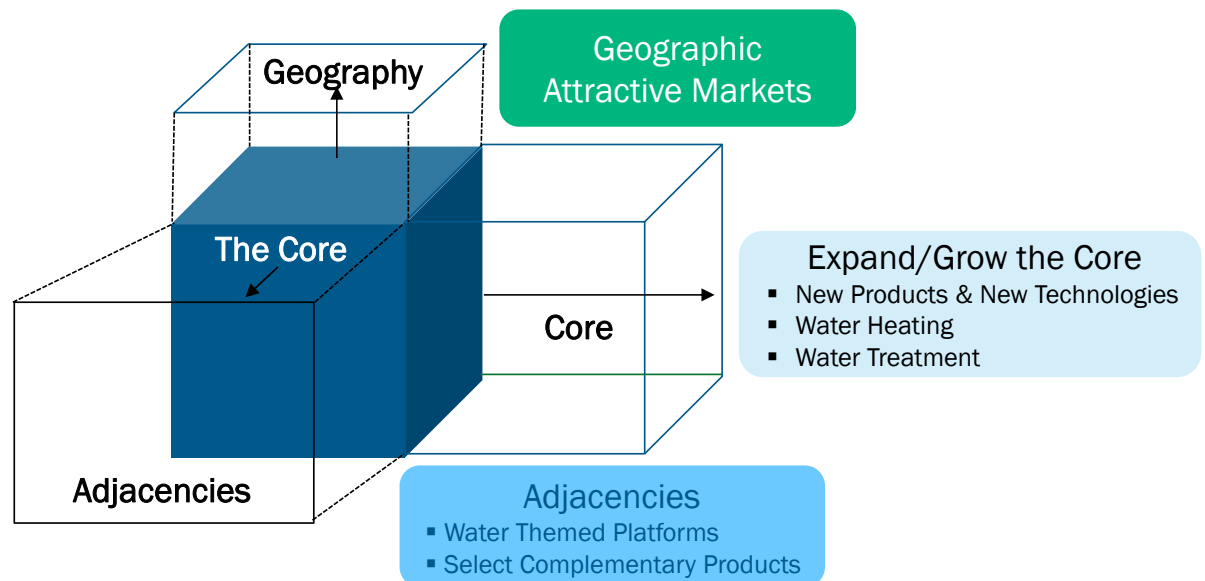 Geographic
Attractive Markets
Geography
The Core
Core
Adjacencies
Expand/Grow the Core
▪ New Products & New Technologies
▪ Water Heating
▪ Water Treatment
Adjacencies
▪ Water Themed Platforms
▪ Select Complementary Products